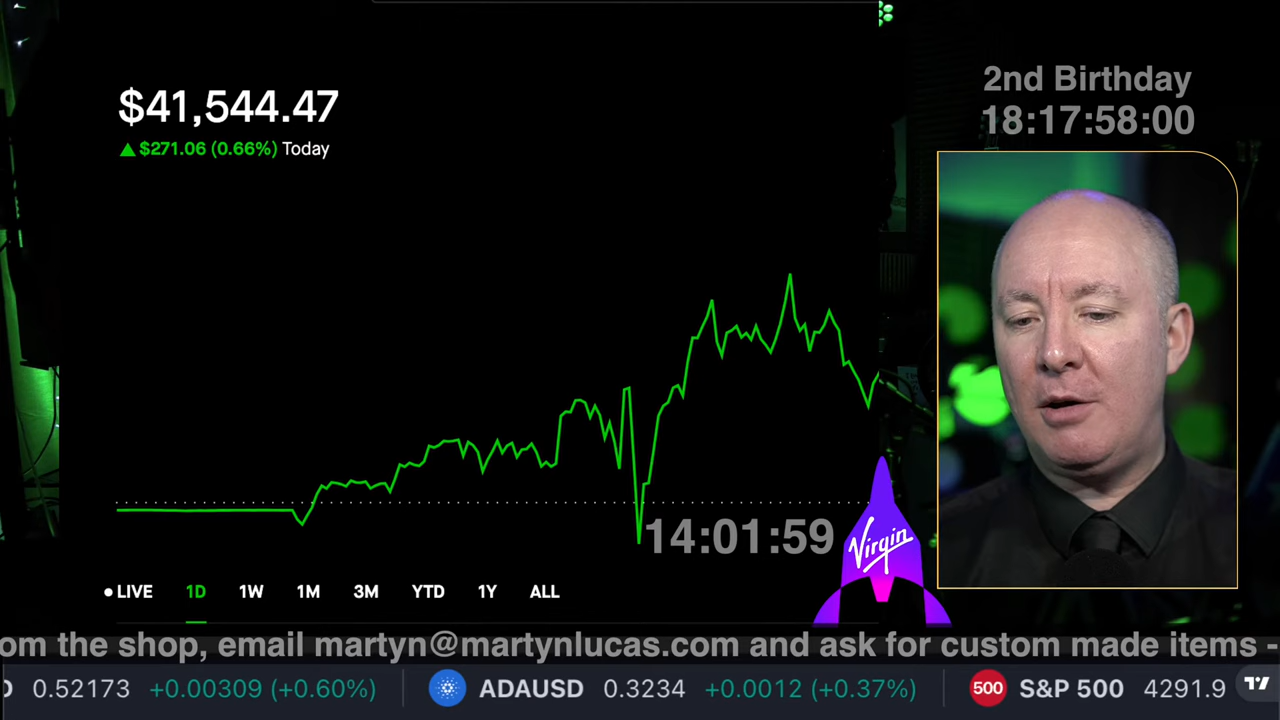 $41,544.47
▲ $271.06 (0.66%) Today
2nd Birthday
18:17:58:00
14:01:59
Virgin
LIVE 1D 1W 1M 3M YTD 1Y ALL
om the shop, email martyn@martynlucas.com and ask for custom made items -
D 0.52173 +0.00309 (+0.60%) ADAUSD 0.3234 +0.0012 (+0.37%) 500 S&P 500 4291.9